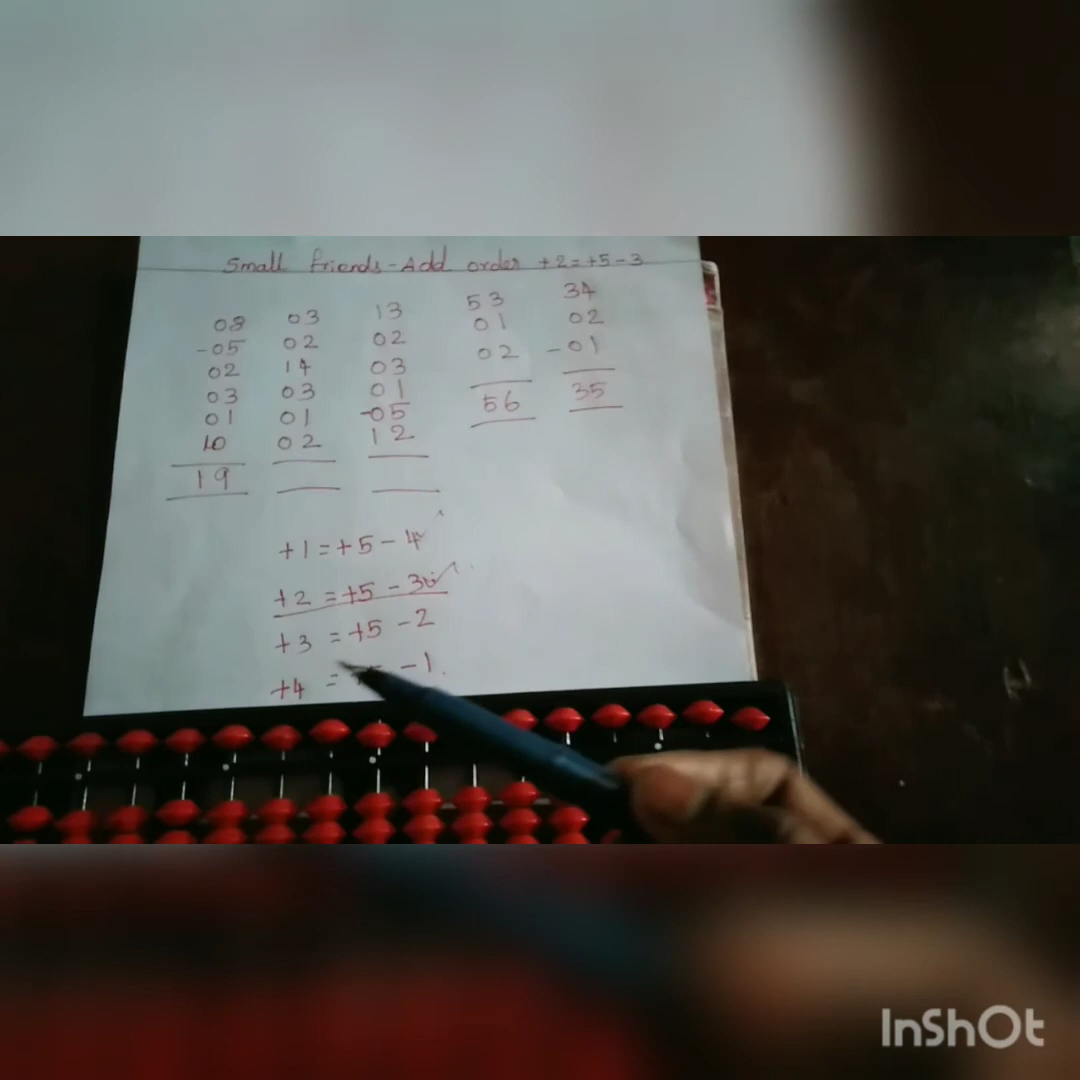 Small friends-Add order +2=+5-3
08 03 13 53 34
-05 02 02 01 02
02 14 03 02 -01
03 03 01 56 35
01 01 -05
10 02 12
19
+1=+5-4
+2=+5-3
+3=+5-2
+4= -1
InShOt